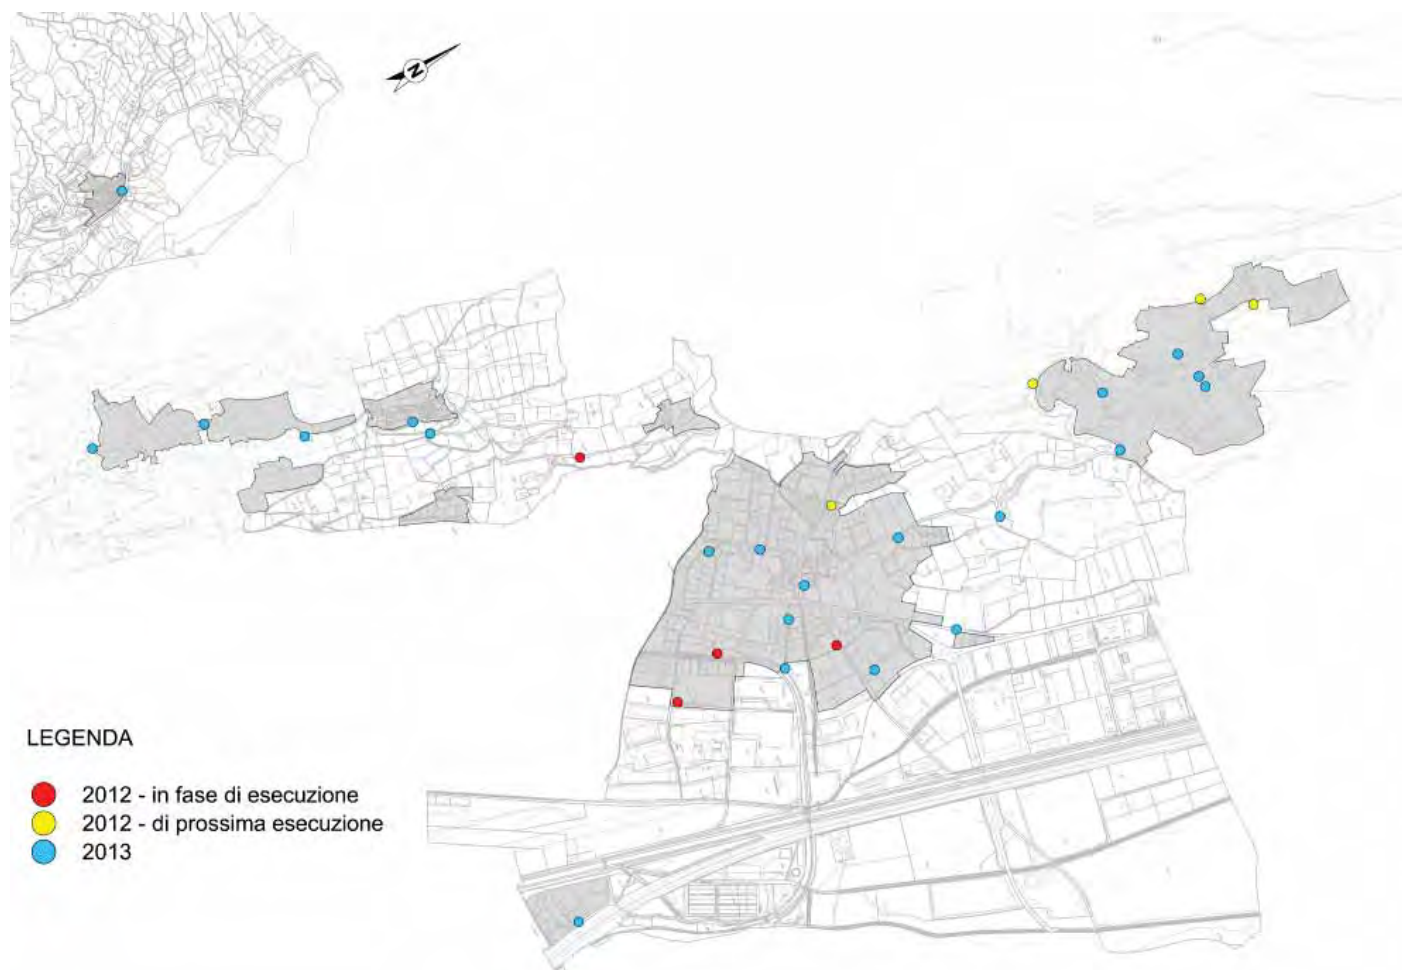 N
LEGENDA
2012 - in fase di esecuzione
2012 - di prossima esecuzione
2013